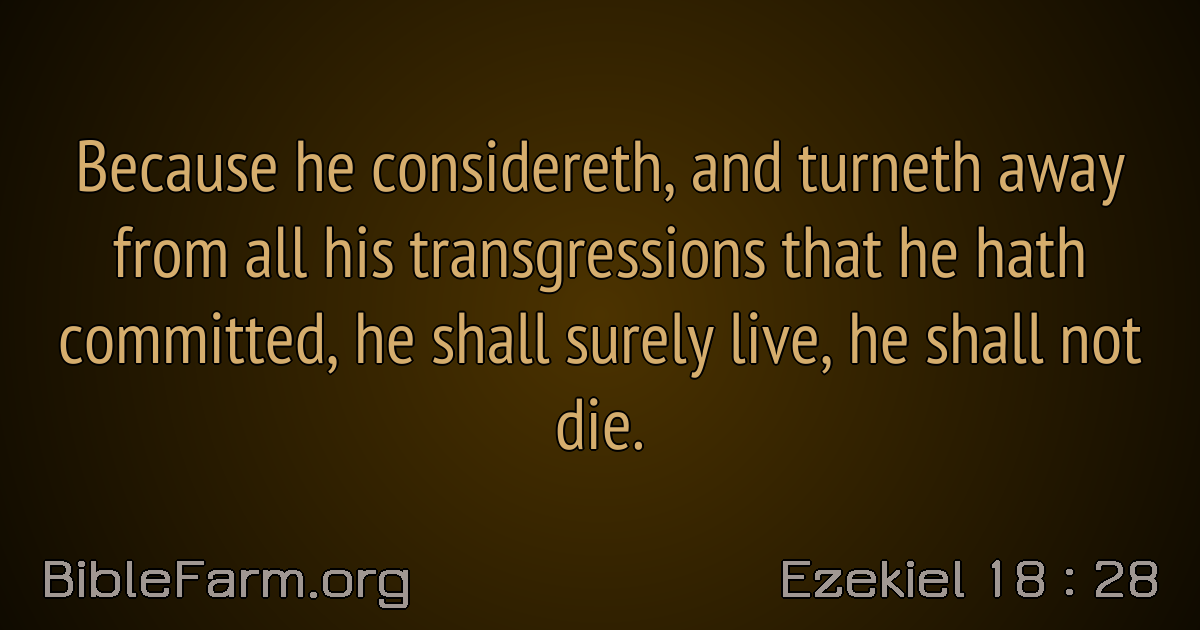 Because he considereth, and turneth away
from all his transgressions that he hath
committed, he shall surely live, he shall not
die.
BibleFarm.org
Ezekiel 18 : 28